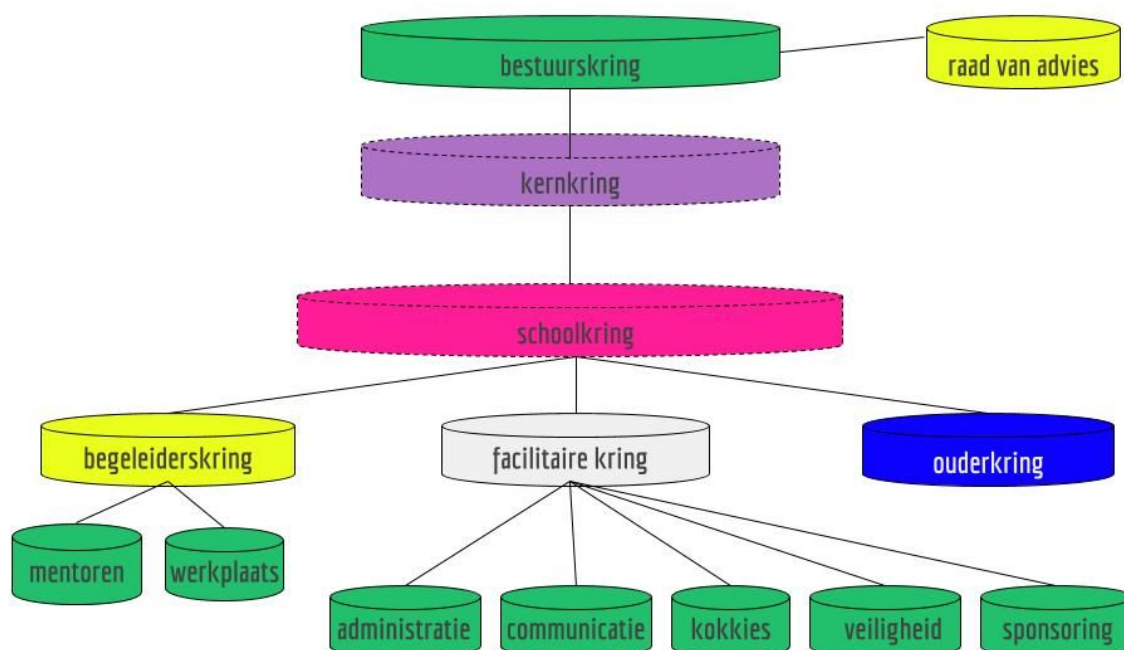 bestuurskring
raad van advies
kernkring
schoolkring
begeleiderskring
facilitaire kring
ouderkring
mentoren
werkplaats
administratie
communicatie
kokkies
veiligheid
sponsoring